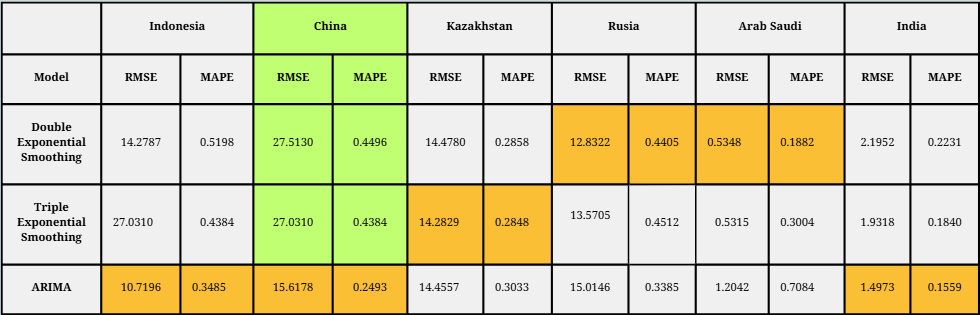 Indonesia China Kazakhstan Rusia Arab Saudi India
Model RMSE MAPE RMSE MAPE RMSE MAPE RMSE MAPE RMSE MAPE RMSE MAPE
Double
Exponential
Smoothing
14.2787 0.5198 27.5130 0.4496 14.4780 0.2858 12.8322 0.4405 0.5348 0.1882 2.1952 0.2231
Triple
Exponential
Smoothing
27.0310 0.4384 27.0310 0.4384 14.2829 0.2848 13.5705 0.4512 0.5315 0.3004 1.9318 0.1840
ARIMA 10.7196 0.3485 15.6178 0.2493 14.4557 0.3033 15.0146 0.3385 1.2042 0.7084 1.4973 0.1559